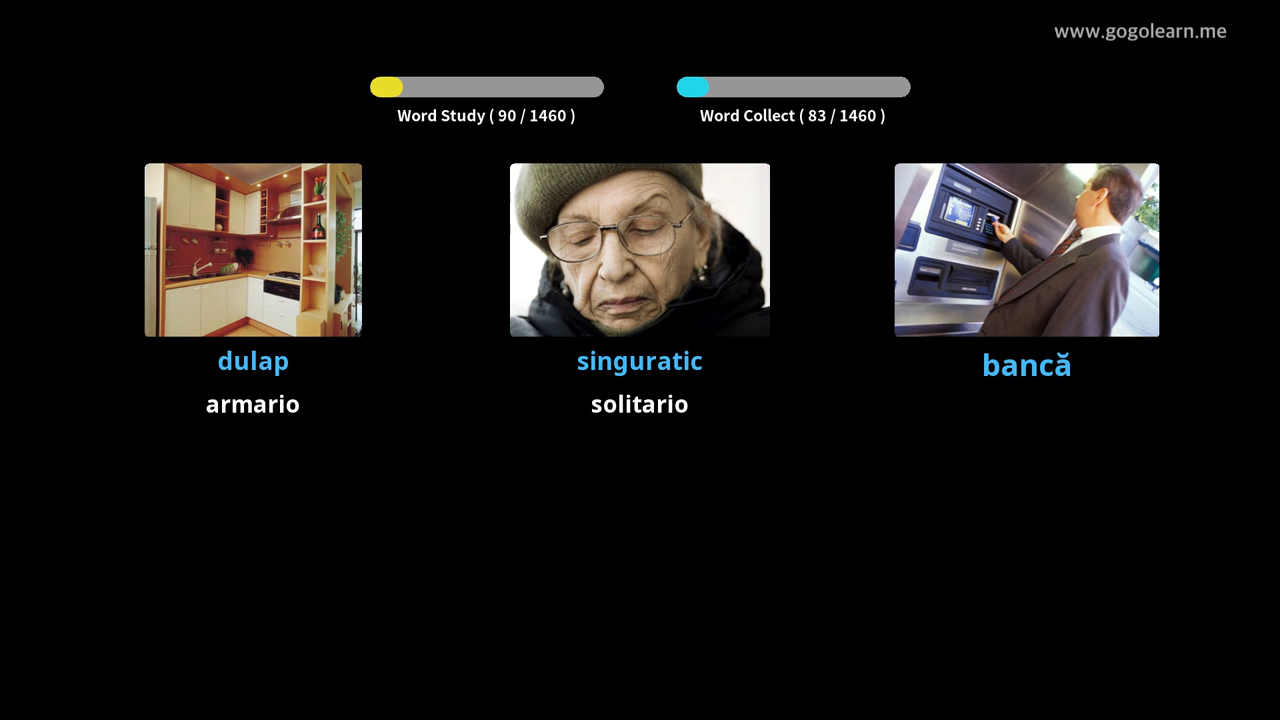 www.gogolearn.me
Word Study ( 90 / 1460 )
Word Collect ( 83 / 1460 )
dulap
armario
singuratic
solitario
bancă